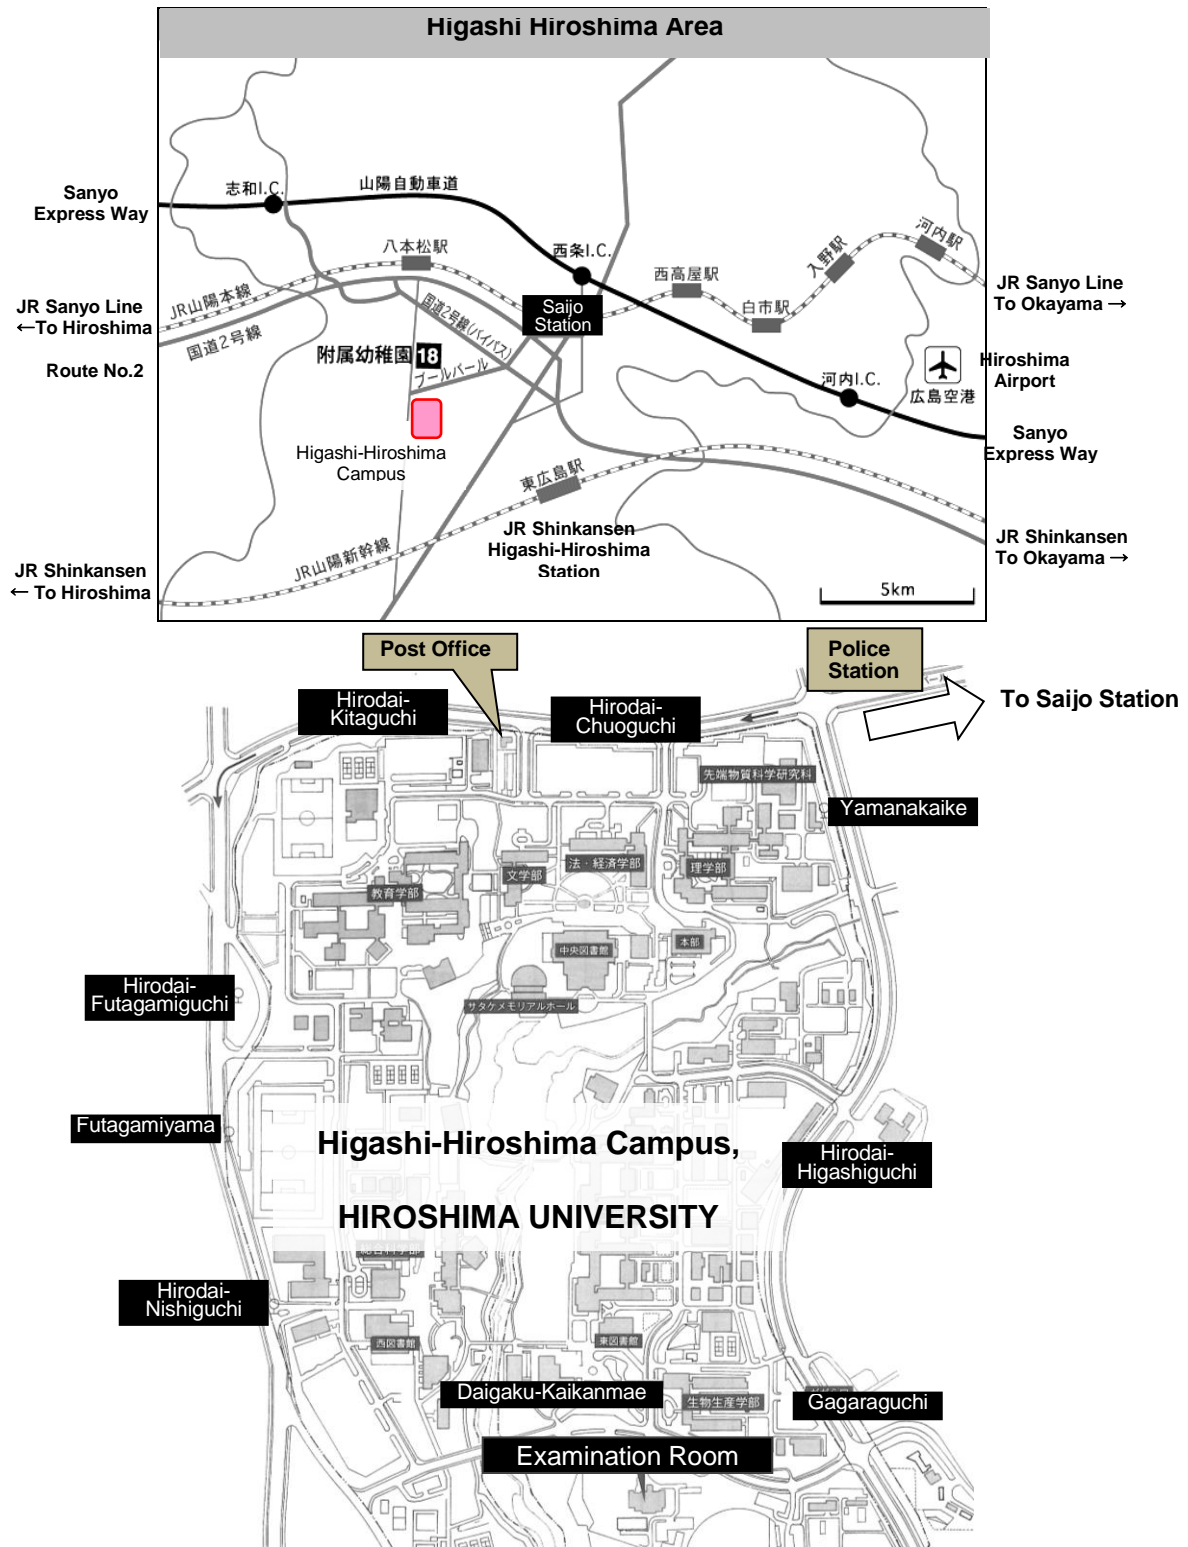 Higashi Hiroshima Area
志和I.C.
山陽自動車道
Sanyo
Express Way
八本松駅
西条I.C.
西高屋駅
入野駅
河内駅
白市駅
JR Sanyo Line
←To Hiroshima
JR山陽本線
国道2号線
国道2号線(バイパス)
Saijo
Station
JR Sanyo Line
To Okayama →
Route No.2
附属幼稚園 18
ブールバール
河内I.C.
広島空港
Hiroshima
Airport
Sanyo
Express Way
Higashi-Hiroshima
Campus
東広島駅
JR Shinkansen
Higashi-Hiroshima
Station
JR山陽新幹線
JR Shinkansen
To Okayama →
JR Shinkansen
← To Hiroshima
5km
Post Office
Police
Station
To Saijo Station
Hirodai-
Kitaguchi
Hirodai-
Chuoguchi
先端物質科学研究科
Yamanakaike
法・経済学部
文学部
理学部
教育学部
中央図書館
本部
サタケメモリアルホール
Hirodai-
Futagamiguchi
Futagamiyama
Higashi-Hiroshima Campus,
HIROSHIMA UNIVERSITY
Hirodai-
Higashiguchi
総合科学部
Hirodai-
Nishiguchi
西図書館
東図書館
Daigaku-Kaikanmae
生物生産学部
Gagaraguchi
Examination Room